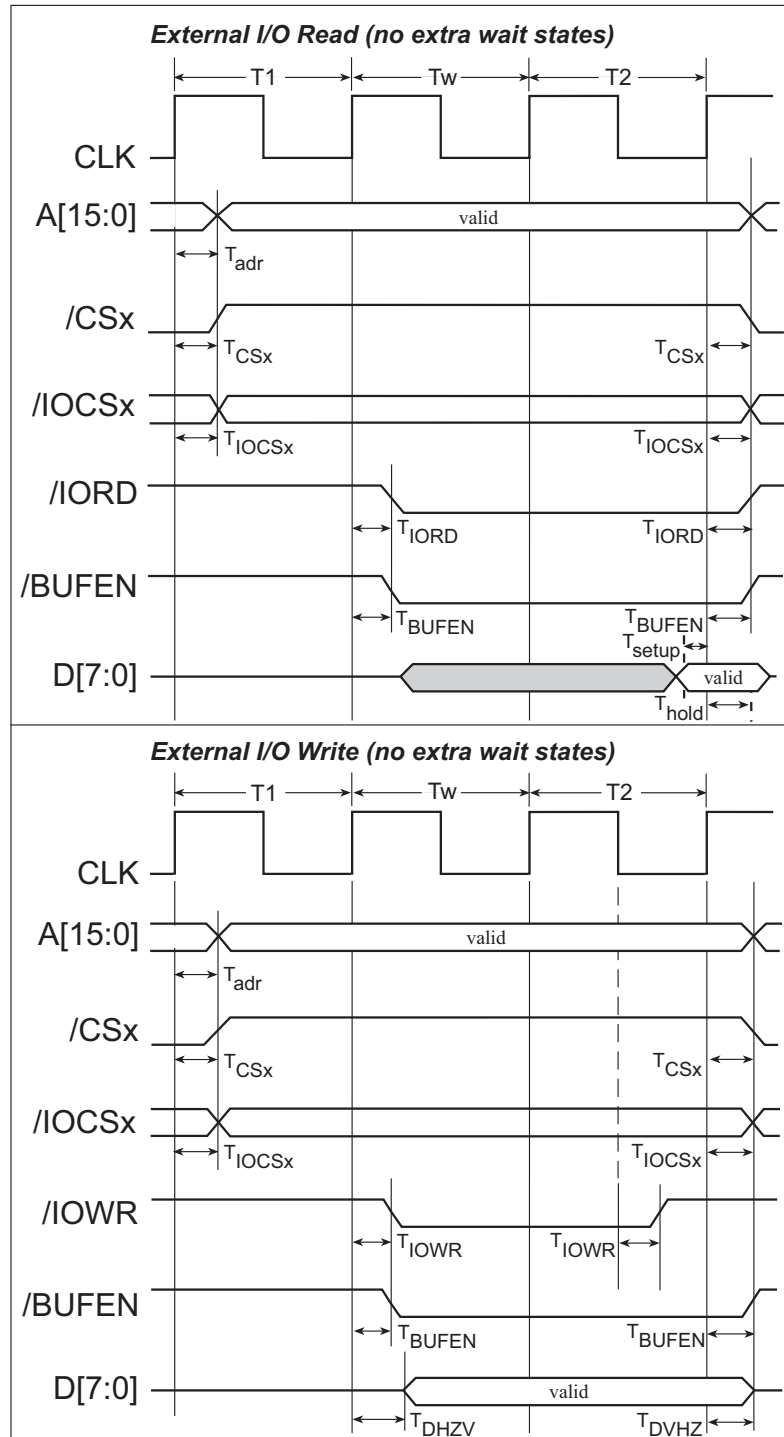 External I/O Read (no extra wait states)
T1 Tw T2
CLK
A[15:0] valid
Tadr
/CSx
TCSx TCSx
/IOCSx
TIOCSx TIOCSx
/IORD
TIORD TIORD
/BUFEN
TBUFEN TBUFEN
Tsetup
D[7:0] valid
Thold
External I/O Write (no extra wait states)
T1 Tw T2
CLK
A[15:0] valid
Tadr
/CSx
TCSx TCSx
/IOCSx
TIOCSx TIOCSx
/IOWR
TIOWR TIOWR
/BUFEN
TBUFEN TBUFEN
D[7:0] valid
TDHZV TDVHZ